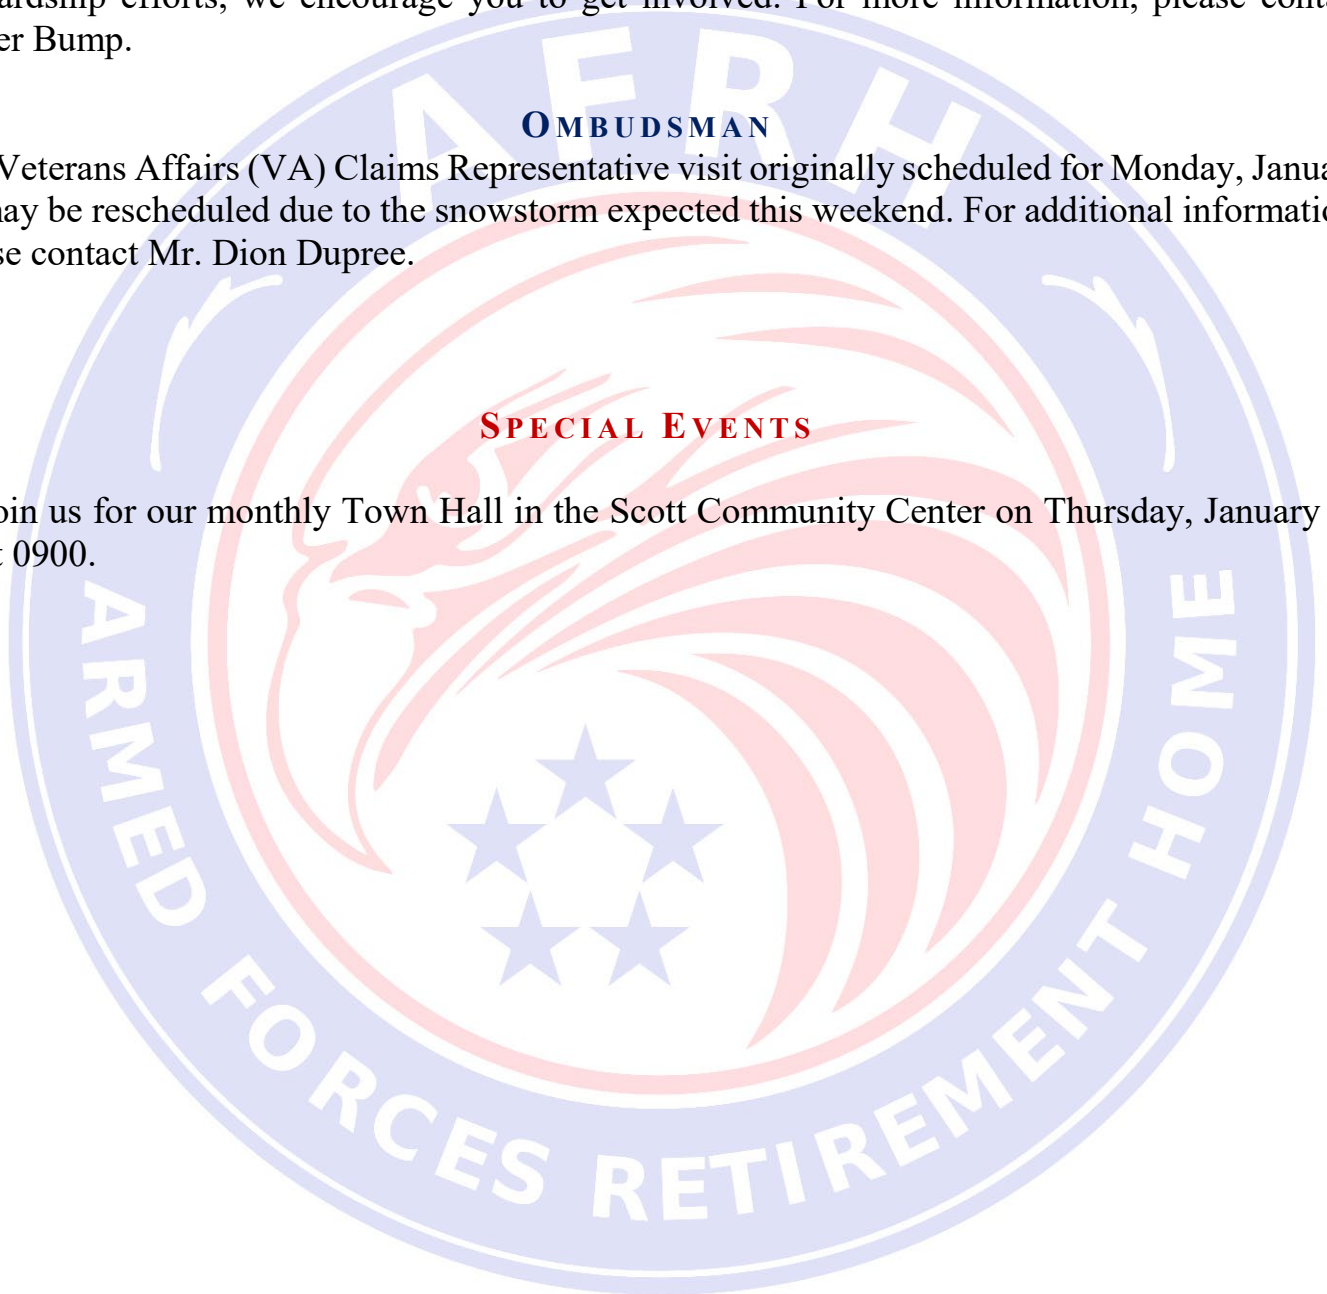 ardship efforts, we encourage you to get involved. For more information, please conta
er Bump.
OMBUDSMAN
Veterans Affairs (VA) Claims Representative visit originally scheduled for Monday, Janua
may be rescheduled due to the snowstorm expected this weekend. For additional informatio
se contact Mr. Dion Dupree.
SPECIAL EVENTS
oin us for our monthly Town Hall in the Scott Community Center on Thursday, January
t 0900.
AFRH
ARMED FORCES RETIREMENT HOME